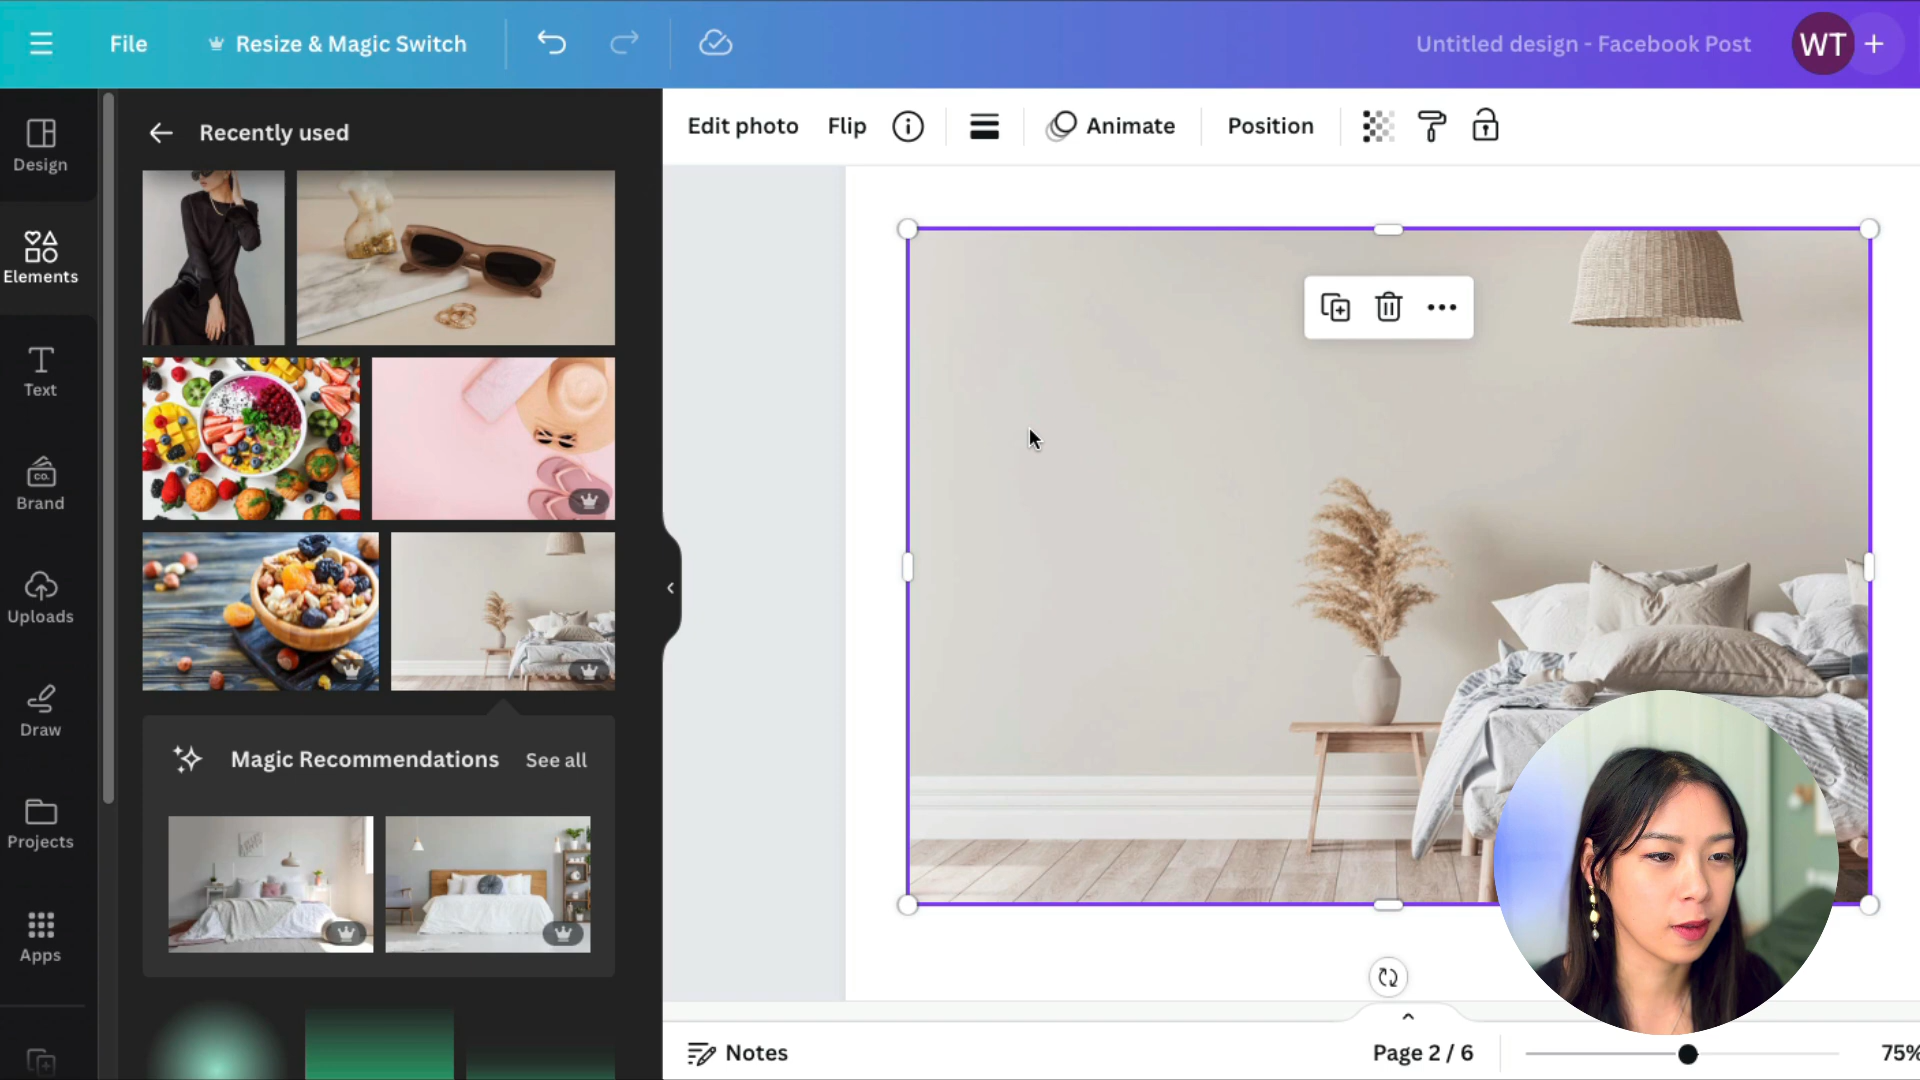 File
Resize & Magic Switch
Untitled design - Facebook Post
WT
Design
Elements
Text
Brand
CO.
Uploads
Draw
Projects
Apps
Recently used
Magic Recommendations
See all
Edit photo
Flip
Animate
Position
Notes
Page 2 / 6
75%